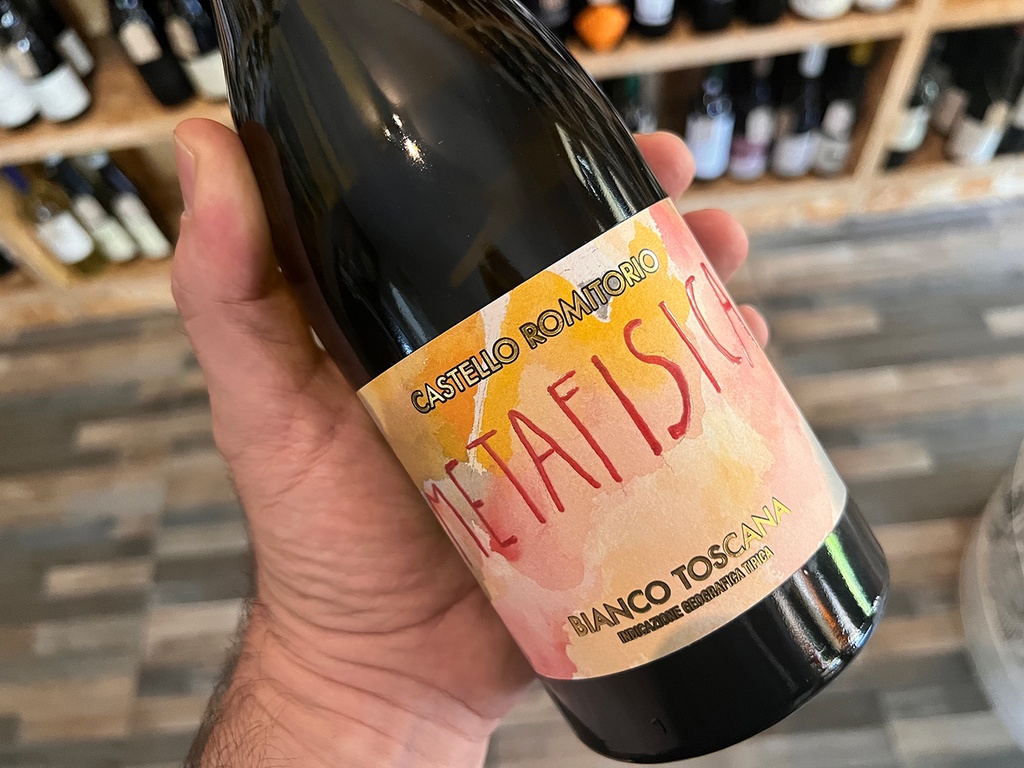 CASTELLO ROMITORIO
METAFISICA
BIANCO TOSCANA
INDICAZIONE GEOGRAFICA TIPICA